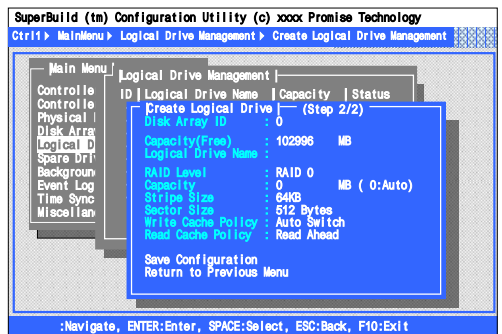 SuperBuild (tm) Configuration Utility (c) xxxx Promise Technology
Ctrl1 ▶ MainMenu ▶ Logical Drive Management ▶ Create Logical Drive Management
Main Menu
Logical Drive Management
Controlle
ID | Logical Drive Name | Capacity | Status
Controlle
Create Logical Drive (Step 2/2)
Physical
Disk Array ID : 0
Disk Arra
Capacity(Free) : 102996 MB
Logical D
Logical Drive Name :
Spare Dri
RAID Level : RAID 0
Backgroun
Capacity : 0 MB ( 0:Auto)
Event Log
Stripe Size : 64KB
Time Sync
Sector Size : 512 Bytes
Miscellan
Write Cache Policy : Auto Switch
Read Cache Policy : Read Ahead
Save Configuration
Return to Previous Menu
:Navigate, ENTER:Enter, SPACE:Select, ESC:Back, F10:Exit